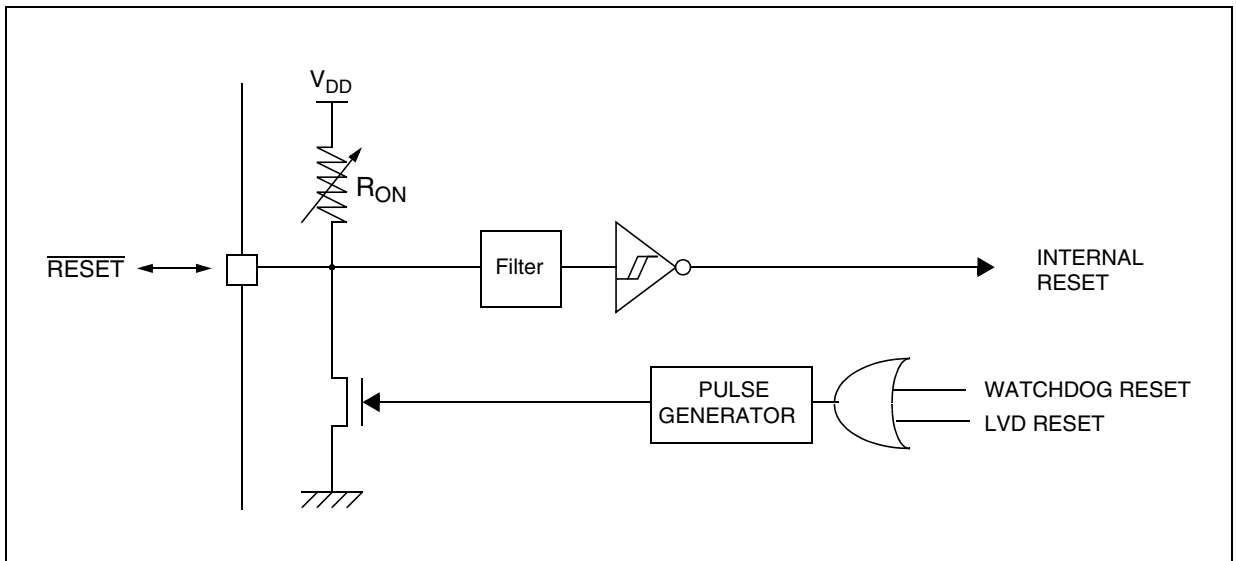 VDD
RON
RESET
Filter
INTERNAL
RESET
PULSE
GENERATOR
WATCHDOG RESET
LVD RESET